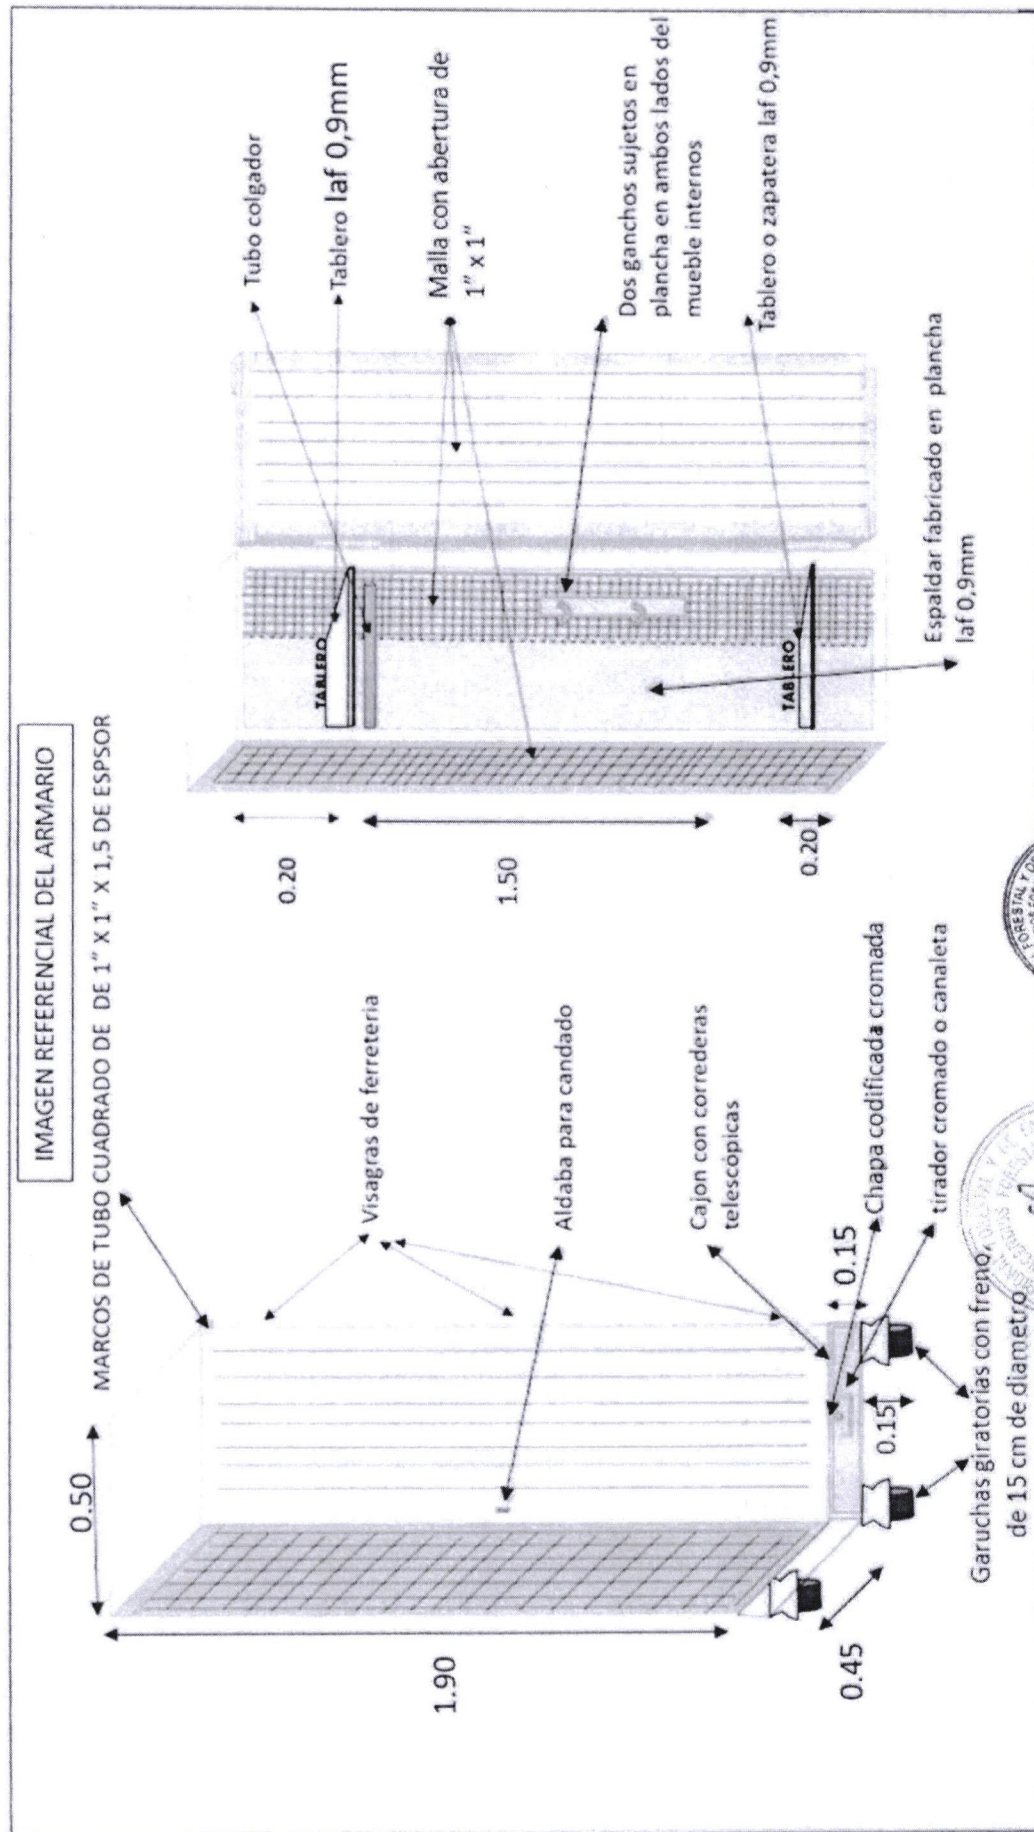 IMAGEN REFERENCIAL DEL ARMARIO
MARCOS DE TUBO CUADRADO DE DE 1" X 1" X 1,5 DE ESPSOR
0.50
1.90
0.45
Visagras de ferreteria
Aldaba para candado
Cajon con correderas
telescópicas
0.15
Chapa codificada cromada
0.15
tirador cromado o canaleta
Garuchas giratorias con freno,
de 15 cm de diametro
0.20
1.50
0.20
TABLERO
TABLERO
Tubo colgador
Tablero laf 0,9mm
Malla con abertura de
1" x 1"
Dos ganchos sujetos en
plancha en ambos lados del
mueble internos
Tablero o zapatera laf 0,9mm
Espaldar fabricado en plancha
laf 0,9mm
FORESTAL Y